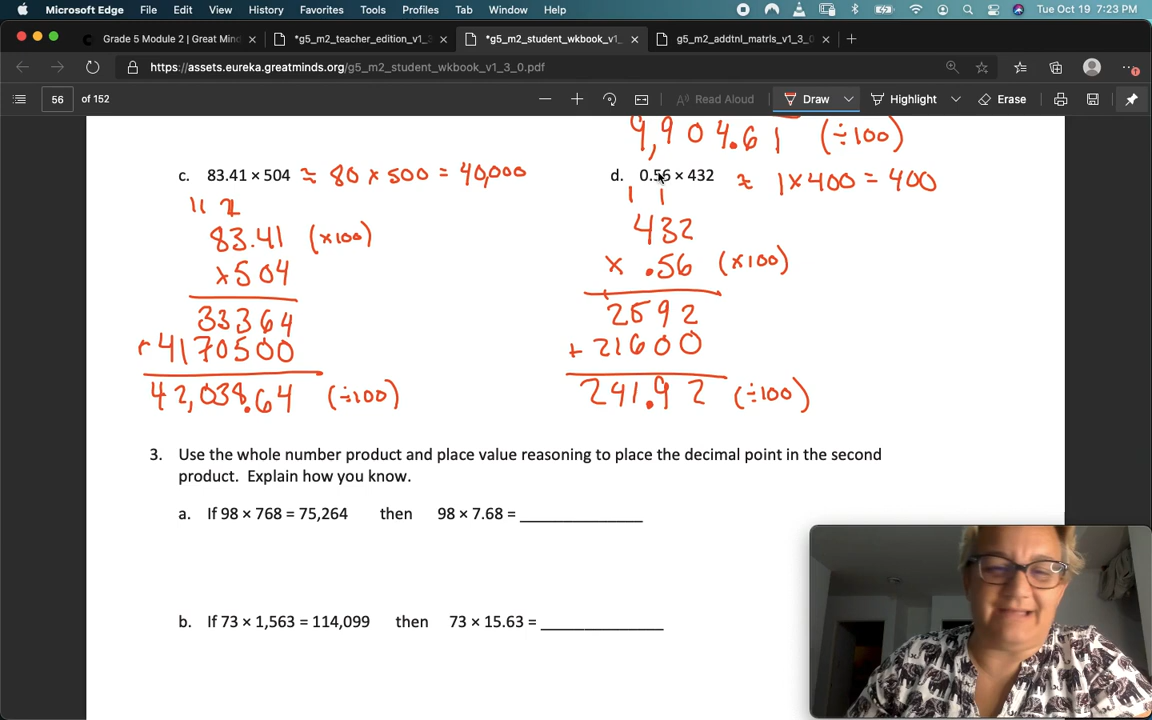 Microsoft Edge File Edit View History Favorites Tools Profiles Tab Window Help Tue Oct 19 7:23 PM
Grade 5 Module 2 | Great Mind *g5_m2_teacher_edition_v1_3 *g5_m2_student_wkbook_v1_ g5_m2_addtnl_matrls_v1_3_0
https://assets.eureka.greatminds.org/g5_m2_student_wkbook_v1_3_0.pdf
56 of 152 Read Aloud Draw Highlight Erase
9,904.61 (÷100)
c. 83.41 × 504 ≈ 80 × 500 = 40,000
83.41 (×100)
×504
33364
+4170500
42,038.64 (÷100)
d. 0.56 × 432 ≈ 1 × 400 = 400
1 1
432
× .56 (×100)
2592
+ 21600
241.92 (÷100)
3. Use the whole number product and place value reasoning to place the decimal point in the second
product. Explain how you know.
a. If 98 × 768 = 75,264 then 98 × 7.68 = ______________
b. If 73 × 1,563 = 114,099 then 73 × 15.63 = ______________